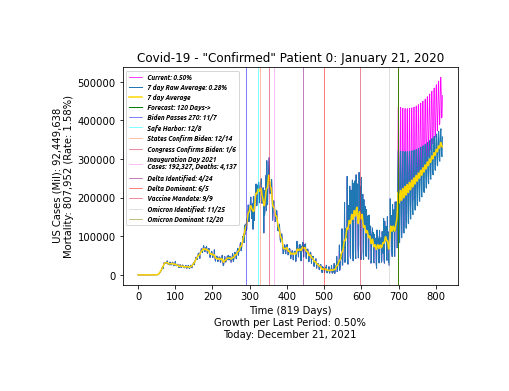 Covid-19 - "Confirmed" Patient 0: January 21, 2020
US Cases (Mil): 92,449,638
Mortality: 807,952 (Rate: 1.58%)
500000
400000
300000
200000
100000
0
Current: 0.50%
7 day Raw Average: 0.28%
7 day Average
Forecast: 120 Days->
Biden Passes 270: 11/7
Safe Harbor: 12/8
States Confirm Biden: 12/14
Congress Confirms Biden: 1/6
Inauguration Day 2021
Cases: 192,327, Deaths: 4,137
Delta Identified: 4/24
Delta Dominant: 6/5
Vaccine Mandate: 9/9
Omicron Identified: 11/25
Omicron Dominant 12/20
0 100 200 300 400 500 600 700 800
Time (819 Days)
Growth per Last Period: 0.50%
Today: December 21, 2021